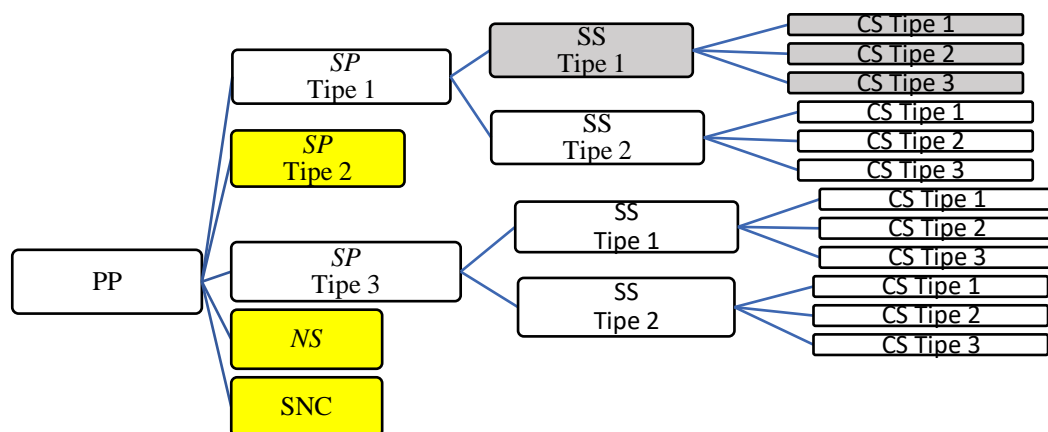 PP
SP
Tipe 1
SS
Tipe 1
CS Tipe 1
CS Tipe 2
CS Tipe 3
SS
Tipe 2
CS Tipe 1
CS Tipe 2
CS Tipe 3
SP
Tipe 2
SP
Tipe 3
SS
Tipe 1
CS Tipe 1
CS Tipe 2
CS Tipe 3
SS
Tipe 2
CS Tipe 1
CS Tipe 2
CS Tipe 3
NS
SNC